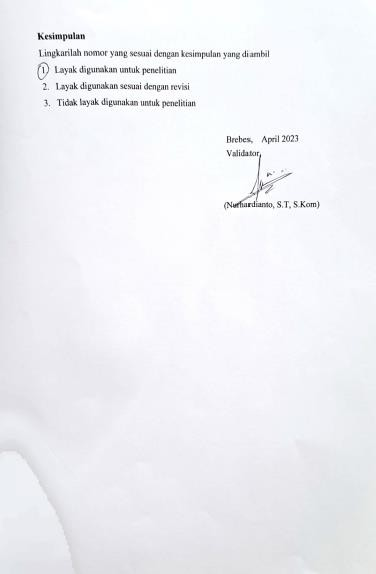 Kesimpulan
Lingkarilah nomor yang sesuai dengan kesimpulan yang diambil
1. Layak digunakan untuk penelitian
2. Layak digunakan sesuai dengan revisi
3. Tidak layak digunakan untuk penelitian
Brebes, April 2023
Validator,
(Nurhardianto, S.T, S.Kom)